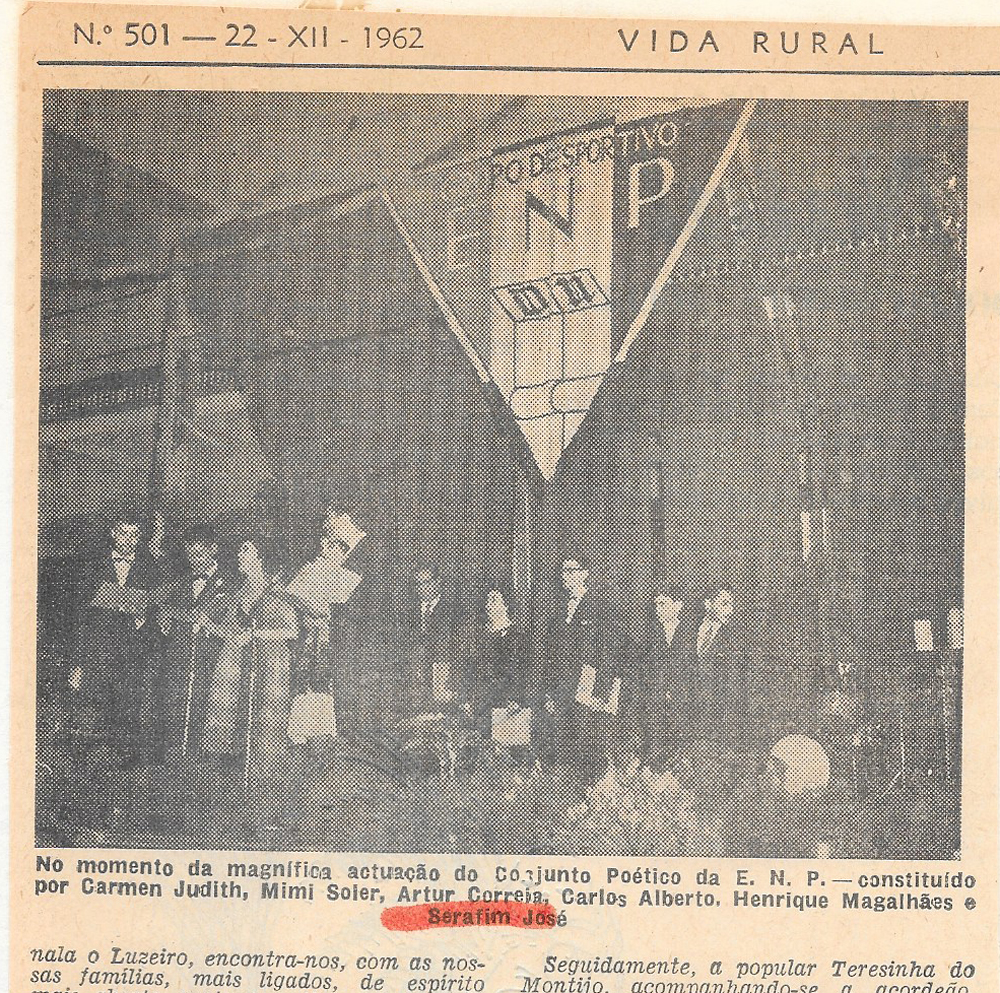 N.º 501 — 22 - XII - 1962
VIDA RURAL
PO DESPORTIVO
E N P
No momento da magnífica actuação do Conjunto Poético da E. N. P. — constituído
por Carmen Judith, Mimi Soler, Artur Correia, Carlos Alberto, Henrique Magalhães e
Serafim José
nala o Luzeiro, encontra-nos, com as nos-
sas famílias, mais ligados, de espírito
Seguidamente, a popular Teresinha do
Montijo, acompanhando-se a acordeão,